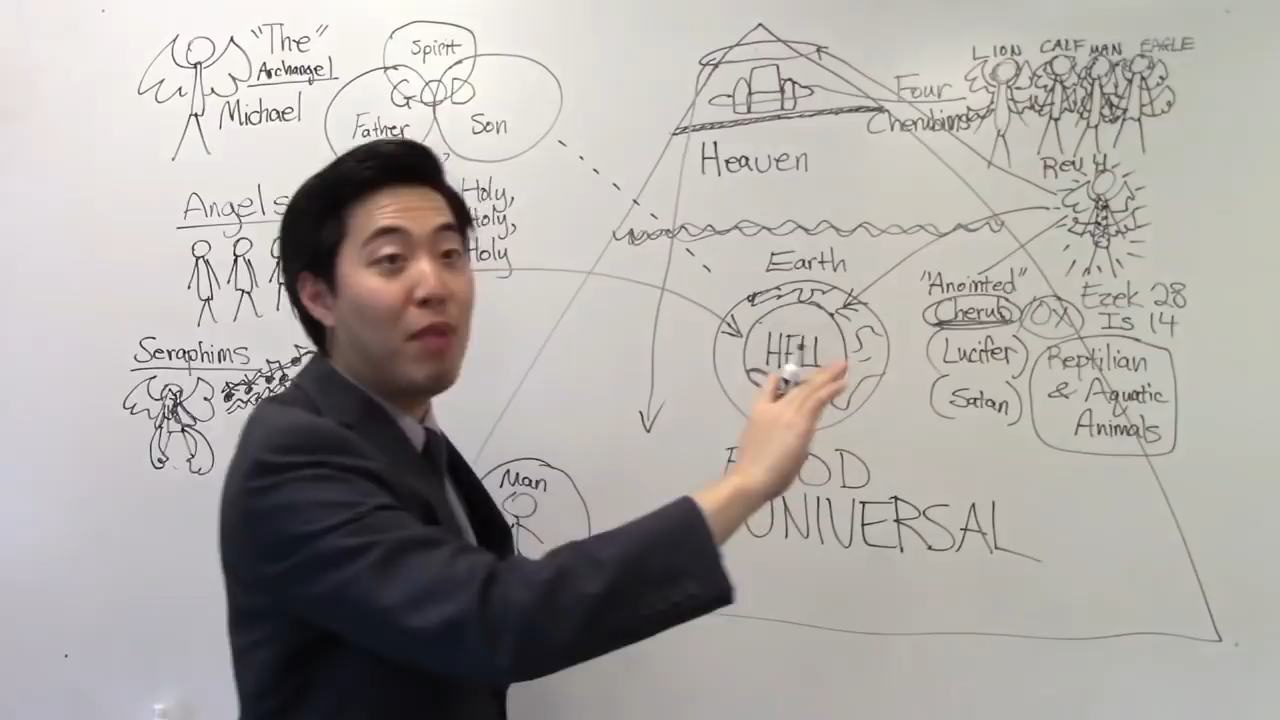 "The"
Archangel
Michael
Spirit
GOD
Father
Son
Holy,
Holy,
Holy
Angels
Seraphims
Man
Heaven
Earth
HELL
UNIVERSAL
LION CALF MAN EAGLE
Four
Cherubims
Rev 4
"Anointed"
Cherub
OX
Ezek 28
Is 14
(Lucifer)
(Satan)
Reptilian
& Aquatic
Animals